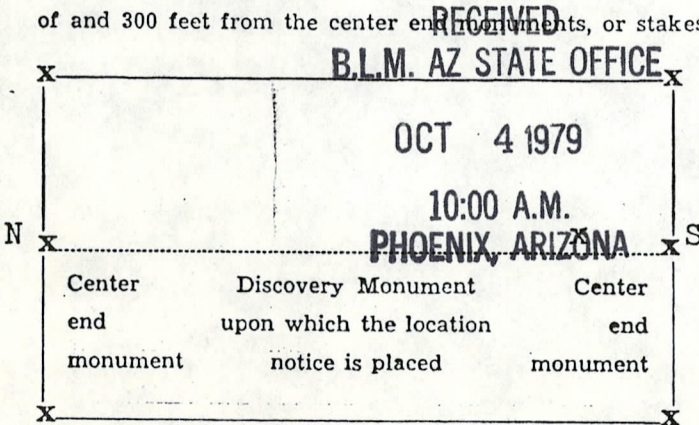 of and 300 feet from the center end monuments, or stakes
RECEIVED
B.L.M. AZ STATE OFFICE
X X
OCT 4 1979
10:00 A.M.
PHOENIX, ARIZONA
N X X X S
Center Discovery Monument Center
end upon which the location end
monument notice is placed monument
X X